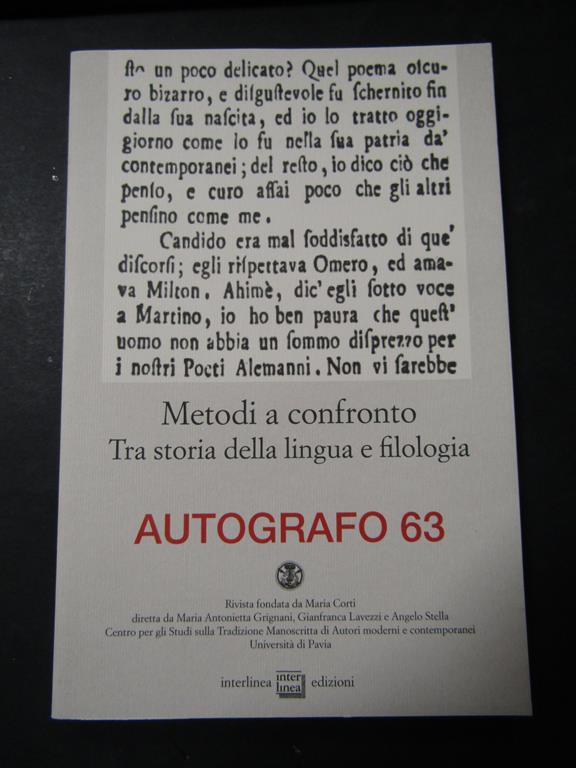 ſto un poco delicato? Quel poema oſcu-
ro bizarro, e diſguſtevole fu ſchernito fin
dalla ſua naſcita, ed io lo tratto oggi-
giorno come lo fu nella ſua patria da'
contemporanei; del reſto, io dico ciò che
penſo, e curo aſſai poco che gli altri
penſino come me.
Candido era mal ſoddisfatto di que'
diſcorſi; egli riſpettava Omero, ed ama-
va Milton. Ahimè, dic' egli ſotto voce
a Martino, io ho ben paura che queſt'
uomo non abbia un ſommo diſprezzo per
i noſtri Poeti Alemanni. Non vi ſarebbe
Metodi a confronto
Tra storia della lingua e filologia
AUTOGRAFO 63
Rivista fondata da Maria Corti
diretta da Maria Antonietta Grignani, Gianfranca Lavezzi e Angelo Stella
Centro per gli Studi sulla Tradizione Manoscritta di Autori moderni e contemporanei
Università di Pavia
interlinea inter linea edizioni